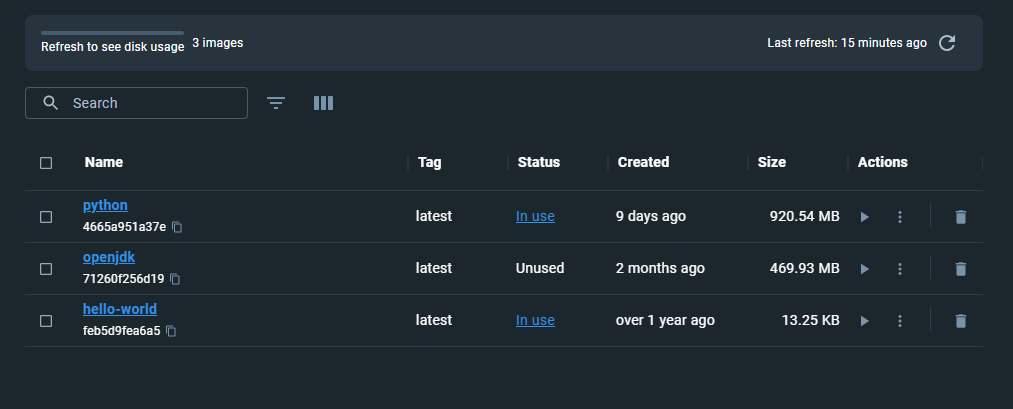 Refresh to see disk usage 3 images Last refresh: 15 minutes ago
Search
Name Tag Status Created Size Actions
python
4665a951a37e
latest In use 9 days ago 920.54 MB
openjdk
71260f256d19
latest Unused 2 months ago 469.93 MB
hello-world
feb5d9fea6a5
latest In use over 1 year ago 13.25 KB